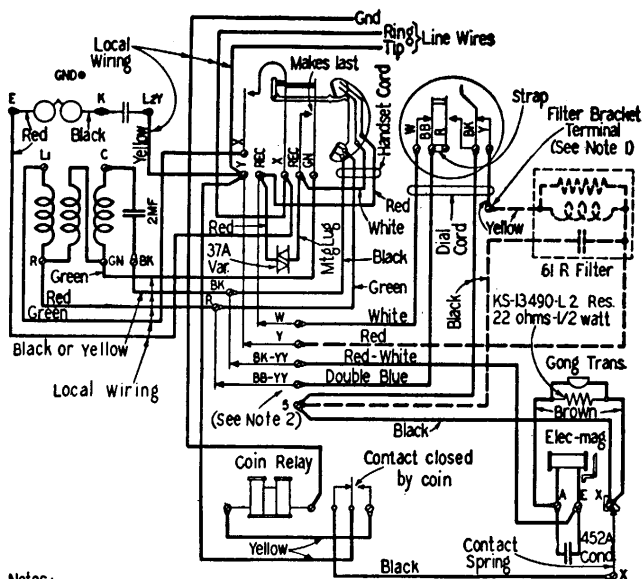 Gnd
Ring
Tip
Line Wires
Local Wiring
Makes last
GND
E
K
L2Y
Red
Black
Yellow
Handset Cord
Strap
Filter Bracket
Terminal
(See Note 1)
W
BB
R
BK
Y
X
Y
REC
X
REC
GN
L1
C
2MF
Red
White
Dial Cord
Yellow
Red
37A
Var.
Mtg Lug
Black
Green
61 R Filter
R
GN
BK
Green
Red
Green
BK
R
Black
KS-13490-L 2 Res.
22 ohms-1/2 watt
Black or Yellow
W
White
Y
Red
BK-YY
Red-White
BB-YY
Double Blue
Gong Trans.
Local Wiring
(See Note 2)
5
Black
Brown
Elec-mag
Coin Relay
Contact closed
by coin
A
E
X
452A
Cond.
Yellow
Black
Contact
Spring
X
Notes: